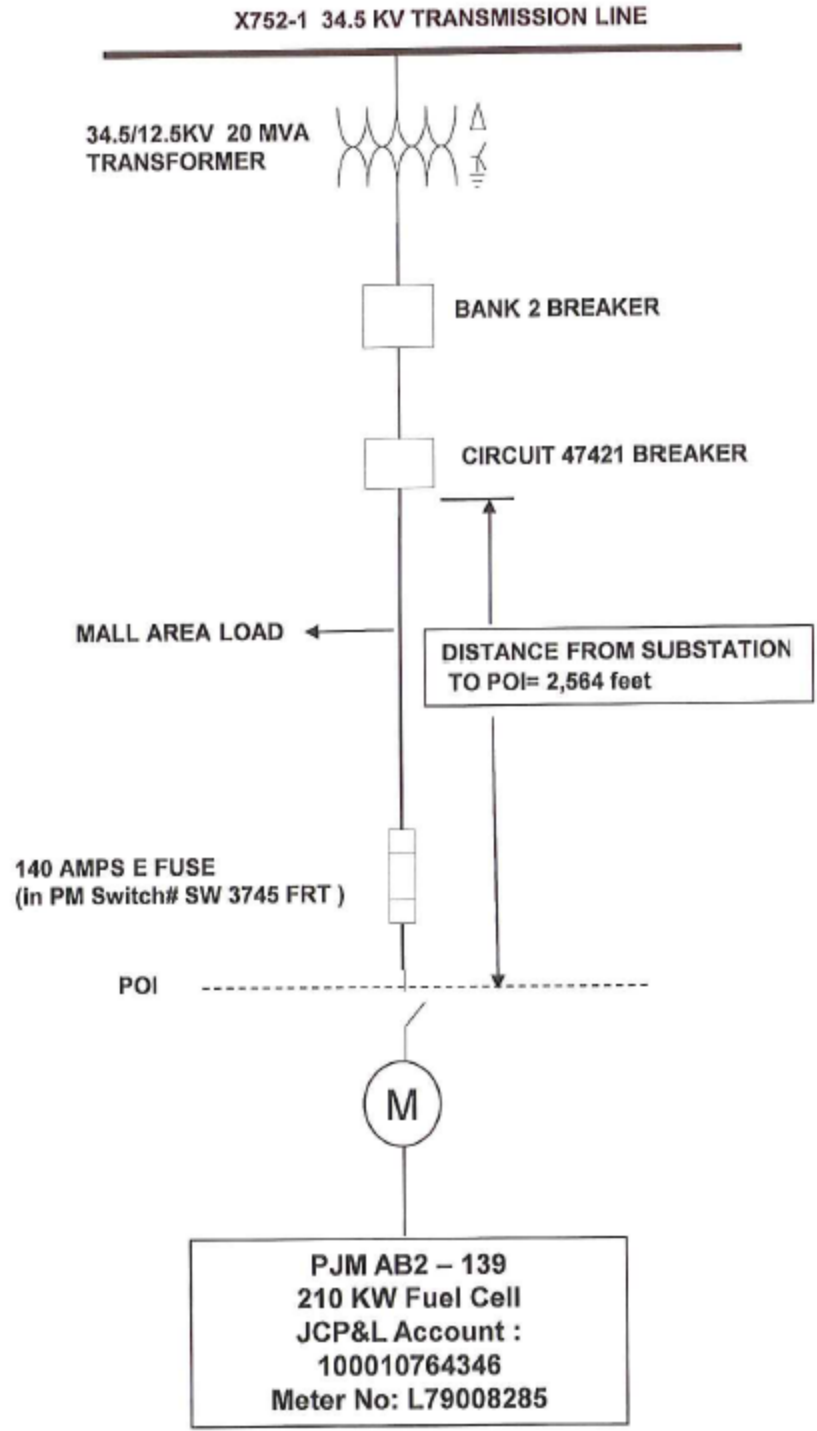 X752-1 34.5 KV TRANSMISSION LINE
34.5/12.5KV 20 MVA
TRANSFORMER
BANK 2 BREAKER
CIRCUIT 47421 BREAKER
MALL AREA LOAD
DISTANCE FROM SUBSTATION
TO POI= 2,564 feet
140 AMPS E FUSE
(in PM Switch# SW 3745 FRT )
POI
M
PJM AB2 – 139
210 KW Fuel Cell
JCP&L Account :
100010764346
Meter No: L79008285